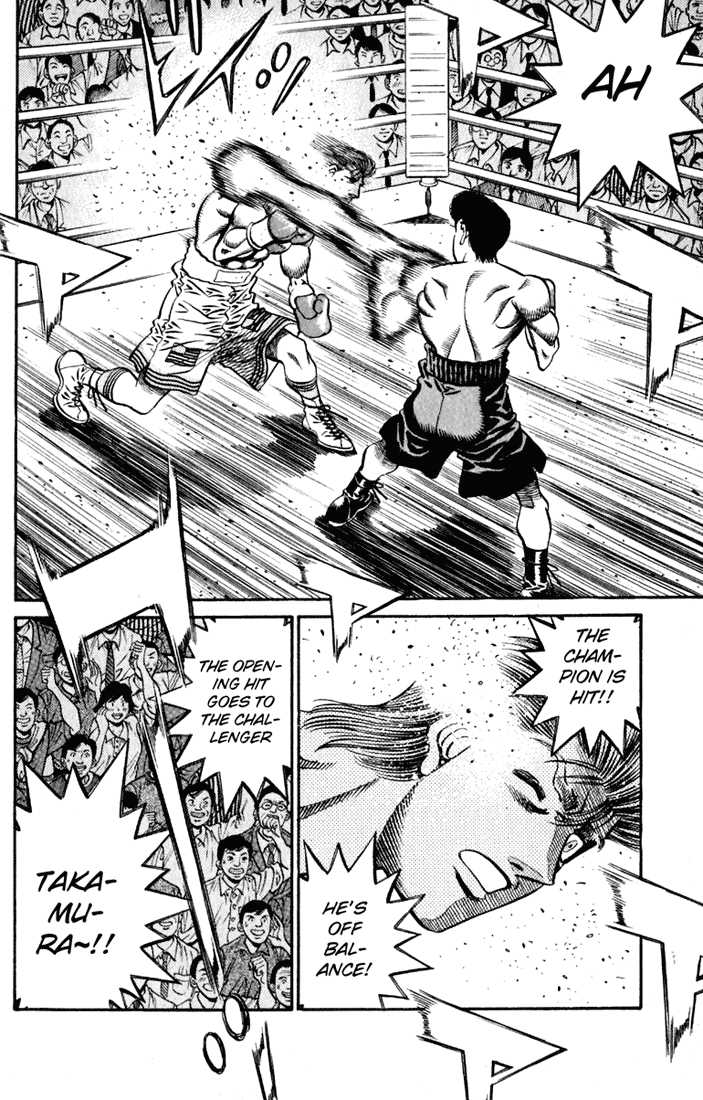 AH
THE
CHAM-
PION IS
HIT!!
HE'S
OFF
BAL-
ANCE!
THE OPEN-
ING HIT
GOES TO
THE CHAL-
LENGER
TAKA-
MU-
RA~!!